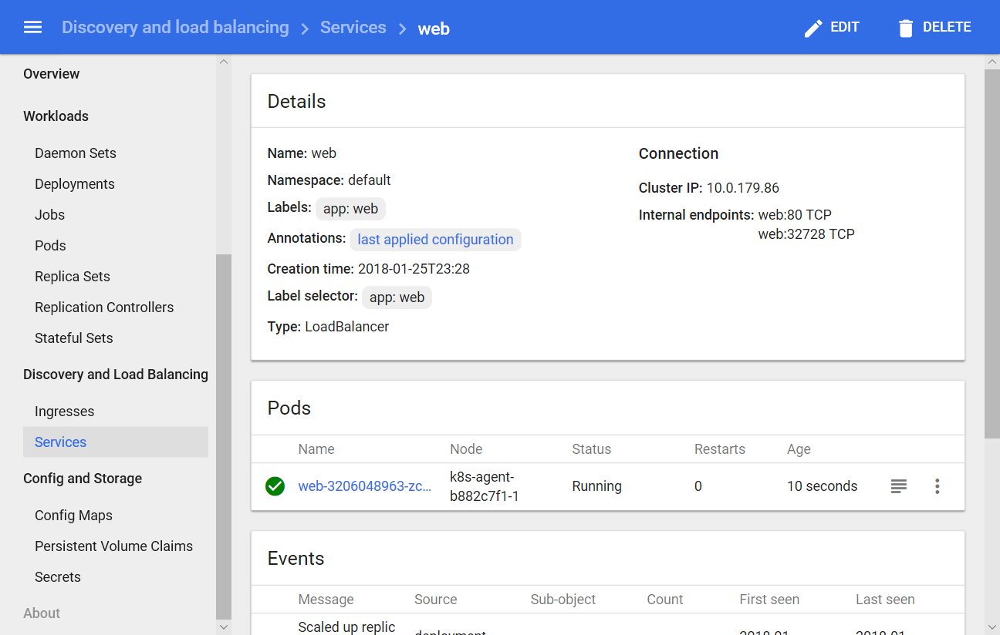 Discovery and load balancing > Services > web
EDIT
DELETE
Overview
Workloads
Daemon Sets
Deployments
Jobs
Pods
Replica Sets
Replication Controllers
Stateful Sets
Discovery and Load Balancing
Ingresses
Services
Config and Storage
Config Maps
Persistent Volume Claims
Secrets
About
Details
Name: web
Namespace: default
Labels: app: web
Annotations: last applied configuration
Creation time: 2018-01-25T23:28
Label selector: app: web
Type: LoadBalancer
Connection
Cluster IP: 10.0.179.86
Internal endpoints: web:80 TCP
web:32728 TCP
Pods
Name Node Status Restarts Age
web-3206048963-zc... k8s-agent-
b882c7f1-1 Running 0 10 seconds
Events
Message Source Sub-object Count First seen Last seen
Scaled up replic
deployment 2018-01 2018-01